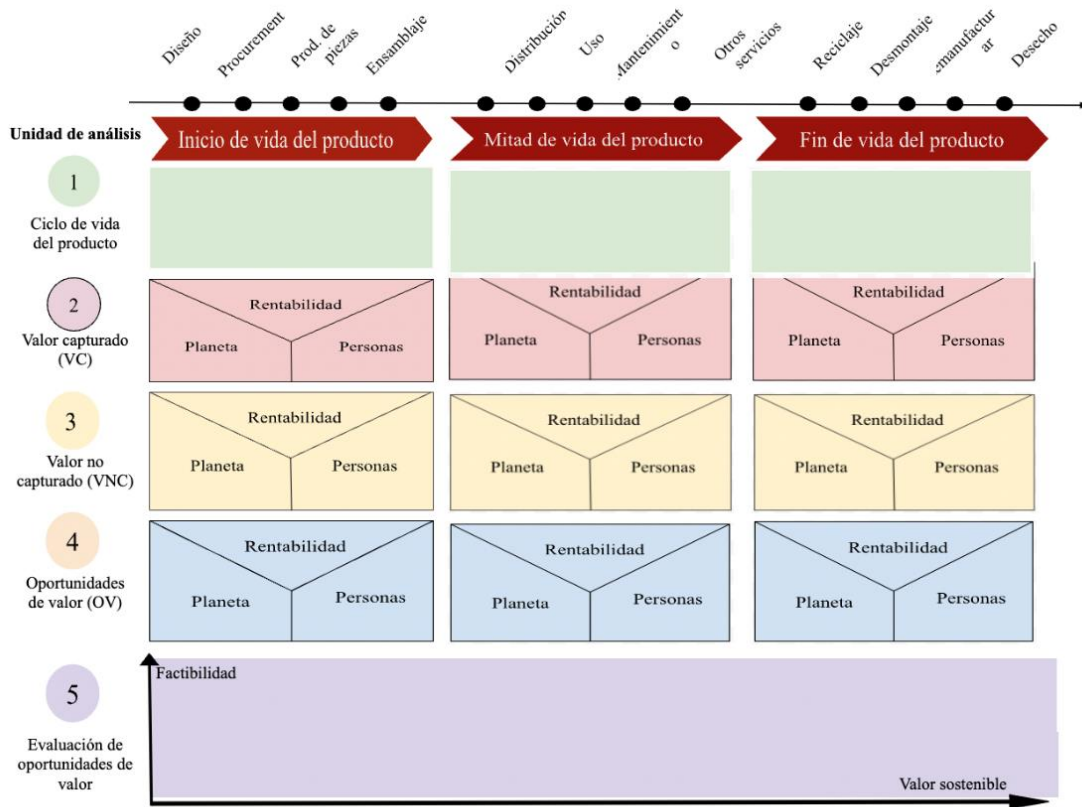 Diseño
Procurement
Prod. de
piezas
Ensamblaje
Distribución
Uso
Mantenimient
o
Otros
servicios
Reciclaje
Desmontaje
emanufactur
ar
Desecho
Unidad de análisis
Inicio de vida del producto
Mitad de vida del producto
Fin de vida del producto
1
Ciclo de vida
del producto
2
Valor capturado
(VC)
Rentabilidad
Planeta
Personas
Rentabilidad
Planeta
Personas
Rentabilidad
Planeta
Personas
3
Valor no
capturado (VNC)
Rentabilidad
Planeta
Personas
Rentabilidad
Planeta
Personas
Rentabilidad
Planeta
Personas
4
Oportunidades
de valor (OV)
Rentabilidad
Planeta
Personas
Rentabilidad
Planeta
Personas
Rentabilidad
Planeta
Personas
5
Evaluación de
oportunidades de
valor
Factibilidad
Valor sostenible